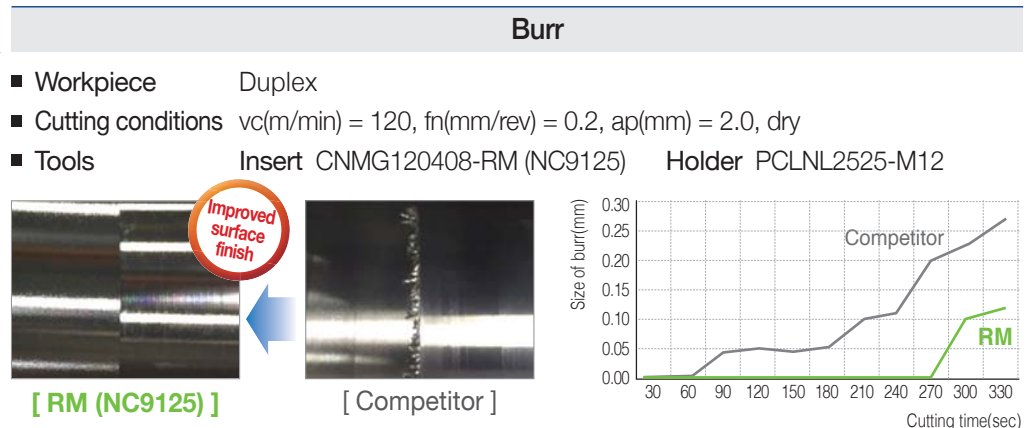 Burr
■ Workpiece Duplex
■ Cutting conditions vc(m/min) = 120, fn(mm/rev) = 0.2, ap(mm) = 2.0, dry
■ Tools Insert CNMG120408-RM (NC9125) Holder PCLNL2525-M12
Improved
surface
finish
[ RM (NC9125) ]
[ Competitor ]
Size of burr(mm)
0.30
0.25
0.20
0.15
0.10
0.05
0.00
Competitor
RM
30 60 90 120 150 180 210 240 270 300 330
Cutting time(sec)